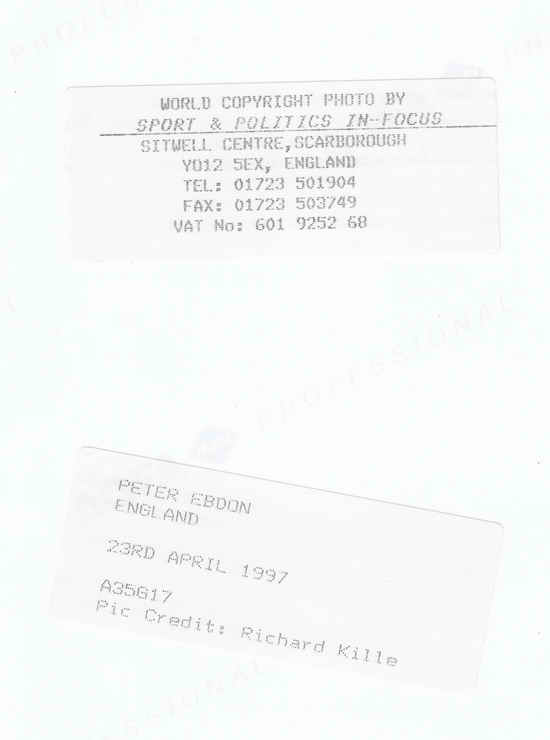 WORLD COPYRIGHT PHOTO BY
SPORT & POLITICS IN-FOCUS
SITWELL CENTRE,SCARBOROUGH
YO12 5EX, ENGLAND
TEL: 01723 501904
FAX: 01723 503749
VAT No: 601 9252 68
PROFESSIONAL
PETER EBDON
ENGLAND
23RD APRIL 1997
A35G17
Pic Credit: Richard Kille